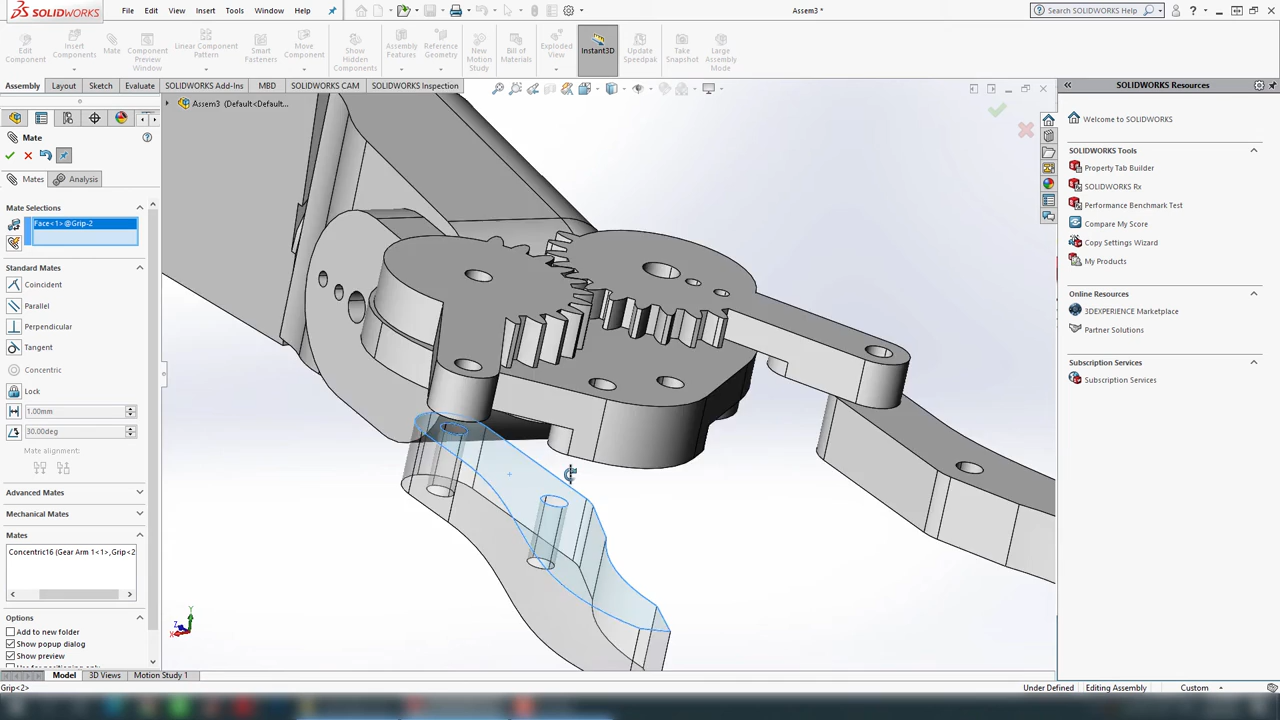 SOLIDWORKS File Edit View Insert Tools Window Help Assem3 * Search SOLIDWORKS Help
Edit Component
Insert Components
Mate
Component Preview Window
Linear Component Pattern
Smart Fasteners
Move Component
Show Hidden Components
Assembly Features
Reference Geometry
New Motion Study
Bill of Materials
Exploded View
Instant3D
Update Speedpak
Take Snapshot
Large Assembly Mode
Assembly Layout Sketch Evaluate SOLIDWORKS Add-Ins MBD SOLIDWORKS CAM SOLIDWORKS Inspection
Assem3 (Default<Default...
Mate
Mates Analysis
Mate Selections
Face<1>@Grip-2
Standard Mates
Coincident
Parallel
Perpendicular
Tangent
Concentric
Lock
1.00mm
30.00deg
Mate alignment:
Advanced Mates
Mechanical Mates
Mates
Concentric16 (Gear Arm 1<1>,Grip<2
Options
Add to new folder
Show popup dialog
Show preview
Model 3D Views Motion Study 1
Grip<2>
Under Defined Editing Assembly Custom
SOLIDWORKS Resources
Welcome to SOLIDWORKS
SOLIDWORKS Tools
Property Tab Builder
SOLIDWORKS Rx
Performance Benchmark Test
Compare My Score
Copy Settings Wizard
My Products
Online Resources
3DEXPERIENCE Marketplace
Partner Solutions
Subscription Services
Subscription Services
Y
X
Z